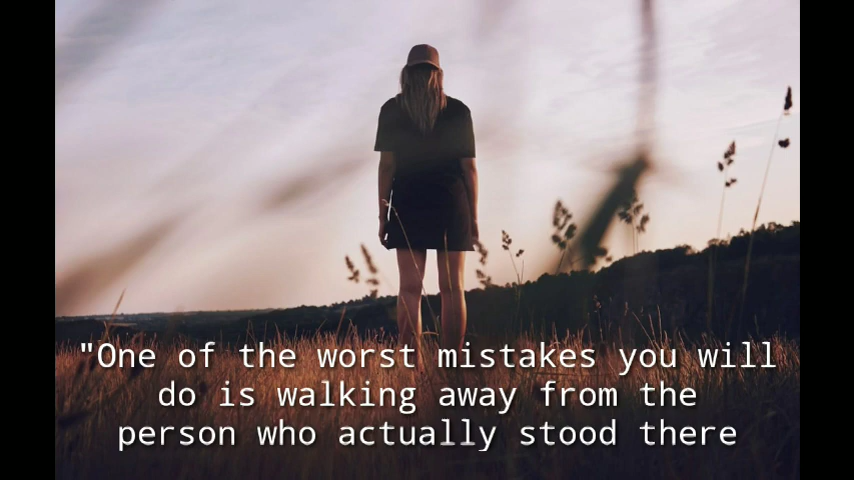 "One of the worst mistakes you will
do is walking away from the
person who actually stood there